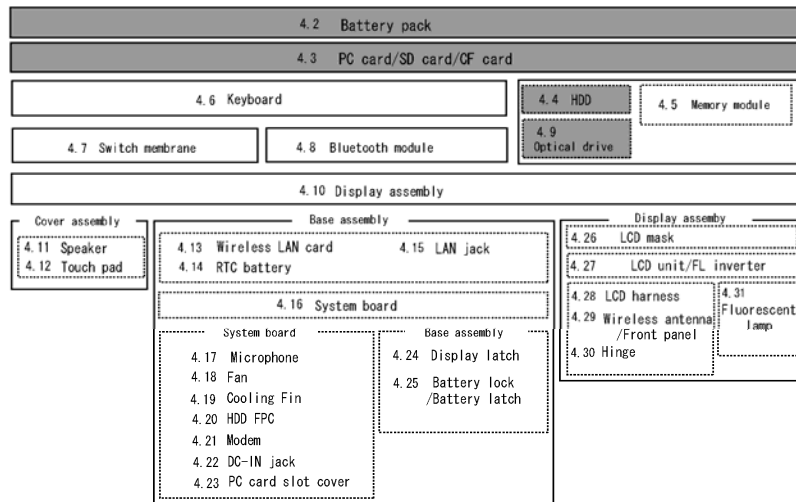 4.2 Battery pack
4.3 PC card/SD card/CF card
4.6 Keyboard
4.4 HDD
4.5 Memory module
4.9
Optical drive
4.7 Switch membrane
4.8 Bluetooth module
4.10 Display assembly
Cover assembly
4.11 Speaker
4.12 Touch pad
Base assembly
4.13 Wireless LAN card
4.15 LAN jack
4.14 RTC battery
4.16 System board
System board
4.17 Microphone
4.18 Fan
4.19 Cooling Fin
4.20 HDD FPC
4.21 Modem
4.22 DC-IN jack
4.23 PC card slot cover
Base assembly
4.24 Display latch
4.25 Battery lock
/Battery latch
Display assemby
4.26 LCD mask
4.27 LCD unit/FL inverter
4.28 LCD harness
4.29 Wireless antenna
/Front panel
4.30 Hinge
4.31
Fluorescent
lamp